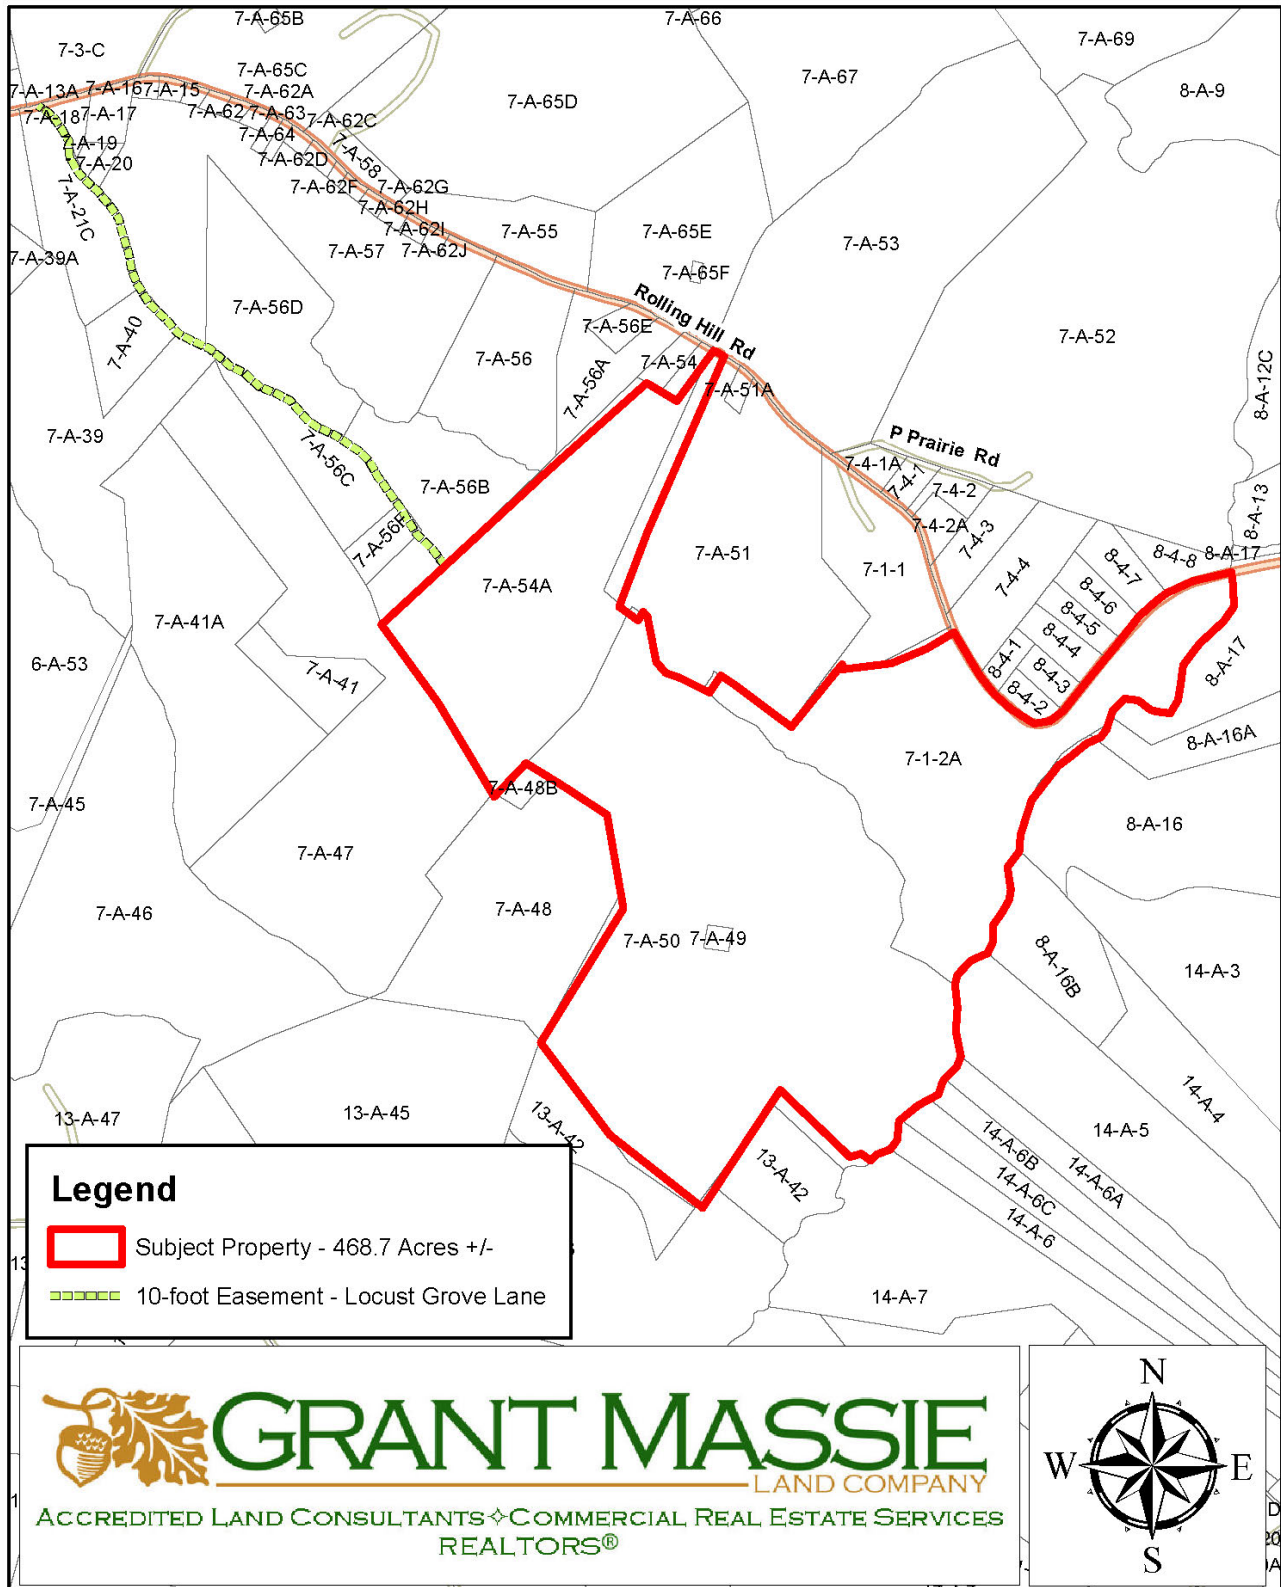 7-A-65B
7-A-66
7-3-C
7-A-69
7-A-65C
7-A-67
7-A-13A
7-A-16
7-A-15
7-A-62A
8-A-9
7-A-65D
7-A-18
7-A-17
7-A-62
7-A-63
7-A-62C
7-A-64
7-A-20
7-A-62D
7-A-58
7-A-62F
7-A-62G
7-A-21C
7-A-62H
7-A-62I
7-A-55
7-A-65E
7-A-53
7-A-39A
7-A-57
7-A-62J
7-A-65F
7-A-56D
Rolling Hill Rd
7-A-56E
7-A-40
7-A-52
7-A-56
7-A-54
7-A-56A
7-A-51A
8-A-12C
7-A-39
P Prairie Rd
7-A-56C
7-4-1A
7-4-1
7-4-2
7-A-56B
8-A-13
7-4-2A
7-A-56F
7-4-3
7-A-51
8-4-7
8-4-8
8-A-17
7-A-54A
7-1-1
7-4-4
8-4-6
8-4-5
7-A-41A
8-4-4
6-A-53
8-4-1
8-A-17
7-A-41
8-4-3
8-4-2
8-A-16A
7-1-2A
7-A-48B
7-A-45
8-A-16
7-A-47
7-A-46
7-A-48
7-A-50
7-A-49
8-A-16B
14-A-3
13-A-47
13-A-45
13-A-42
14-A-4
14-A-5
14-A-6B
13-A-42
14-A-6A
14-A-6C
14-A-6
14-A-7
Legend
Subject Property - 468.7 Acres +/-
10-foot Easement - Locust Grove Lane
GRANT MASSIE
LAND COMPANY
ACCREDITED LAND CONSULTANTS✧COMMERCIAL REAL ESTATE SERVICES
REALTORS®
N
W
E
S